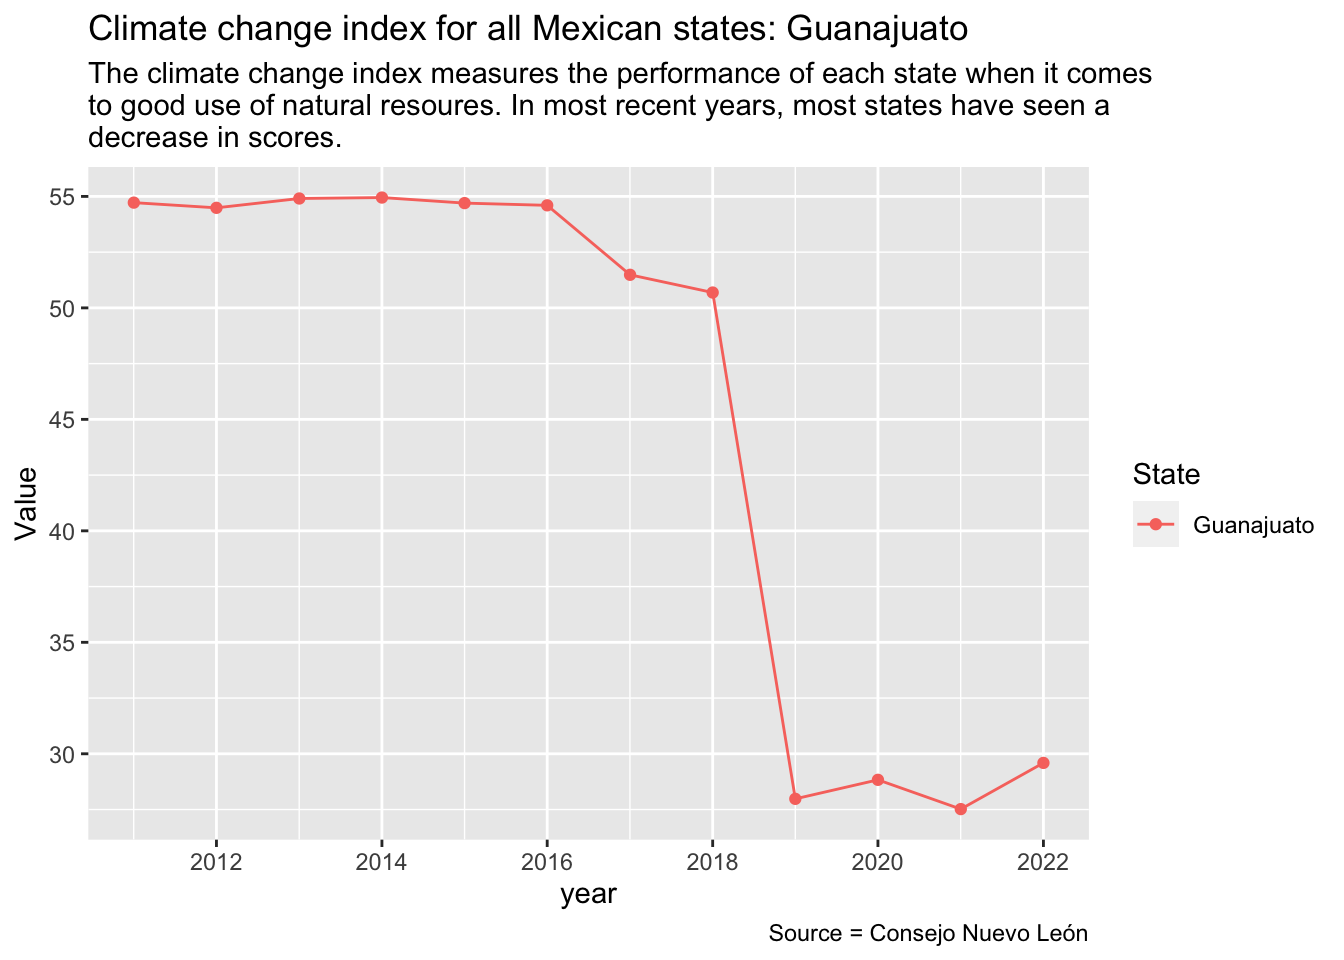 Climate change index for all Mexican states: Guanajuato
The climate change index measures the performance of each state when it comes
to good use of natural resoures. In most recent years, most states have seen a
decrease in scores.
55
50
45
40
35
30
Value
2012
2014
2016
2018
2020
2022
year
State
Guanajuato
Source = Consejo Nuevo León